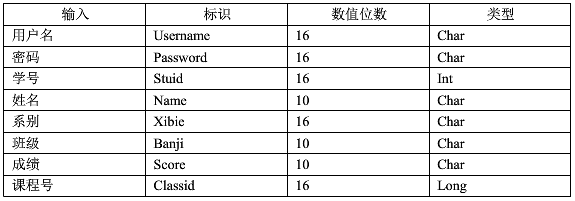 输入 标识 数值位数 类型
用户名 Username 16 Char
密码 Password 16 Char
学号 Stuid 16 Int
姓名 Name 10 Char
系别 Xibie 16 Char
班级 Banji 10 Char
成绩 Score 10 Char
课程号 Classid 16 Long